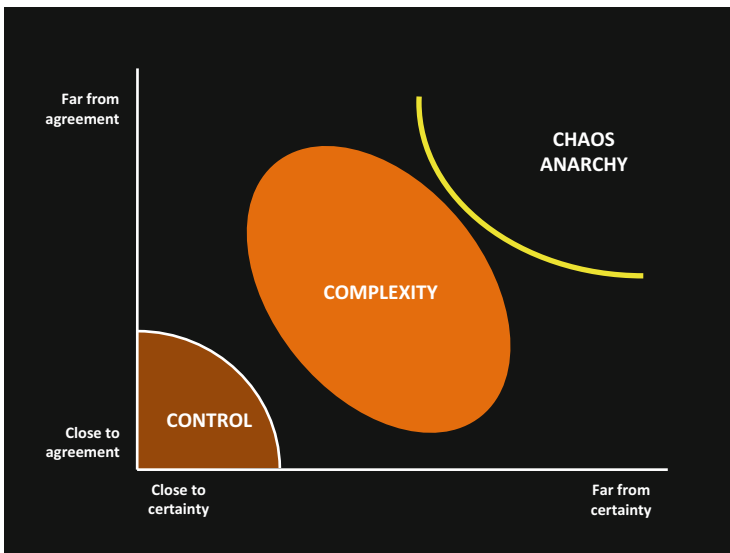 Far from
agreement
CHAOS
ANARCHY
COMPLEXITY
CONTROL
Close to
agreement
Close to
certainty
Far from
certainty